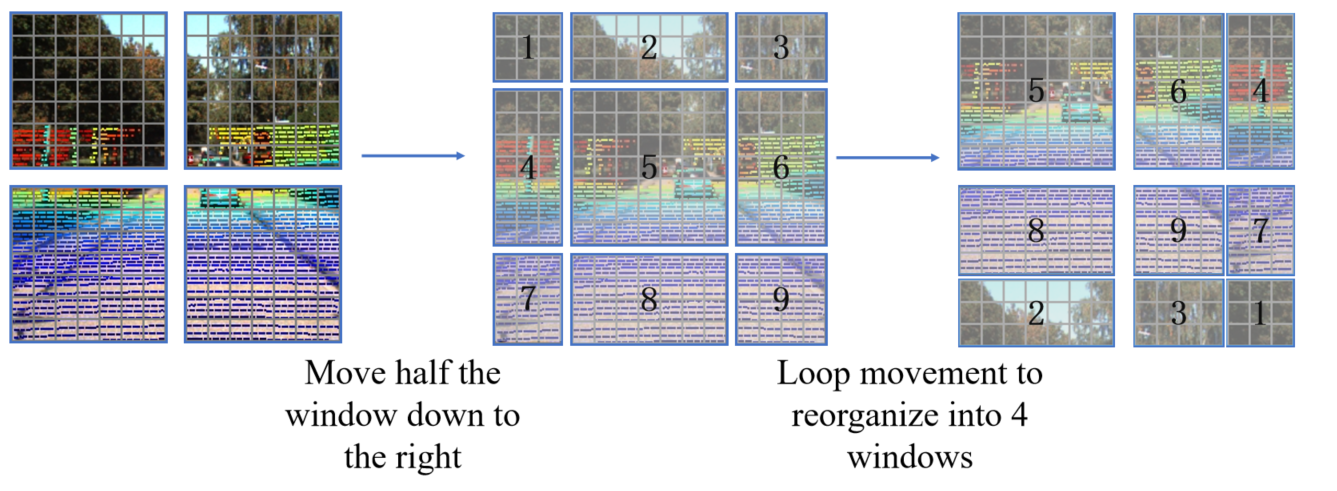 1 2 3
4 5 6
7 8 9
5 6 4
8 9 7
2 3 1
Move half the
window down to
the right
Loop movement to
reorganize into 4
windows